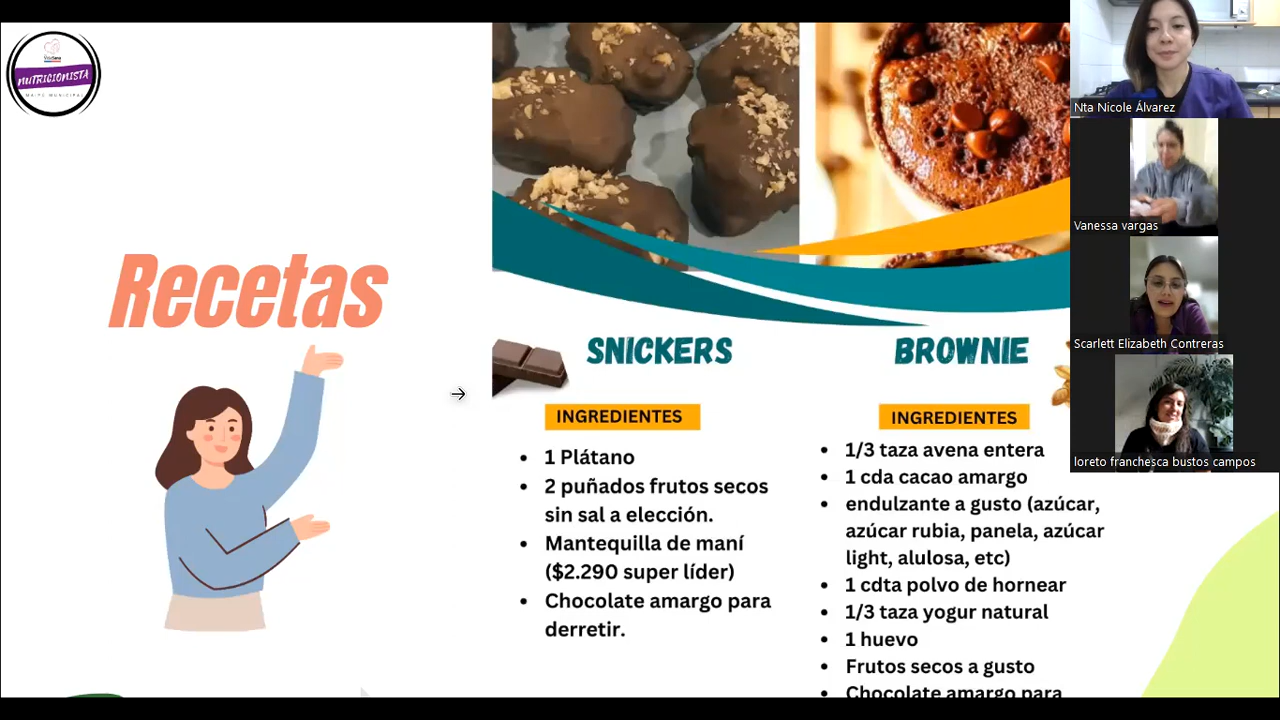 NUTRICIONISTA
MAIPÚ MUNICIPAL
Recetas
SNICKERS
INGREDIENTES
1 Plátano
2 puñados frutos secos
sin sal a elección.
Mantequilla de maní
($2.290 super líder)
Chocolate amargo para
derretir.
BROWNIE
INGREDIENTES
1/3 taza avena entera
1 cda cacao amargo
endulzante a gusto (azúcar,
azúcar rubia, panela, azúcar
light, alulosa, etc)
1 cdta polvo de hornear
1/3 taza yogur natural
1 huevo
Frutos secos a gusto
Chocolate amargo para
Nta Nicole Álvarez
Vanessa vargas
Scarlett Elizabeth Contreras
loreto franchesca bustos campos